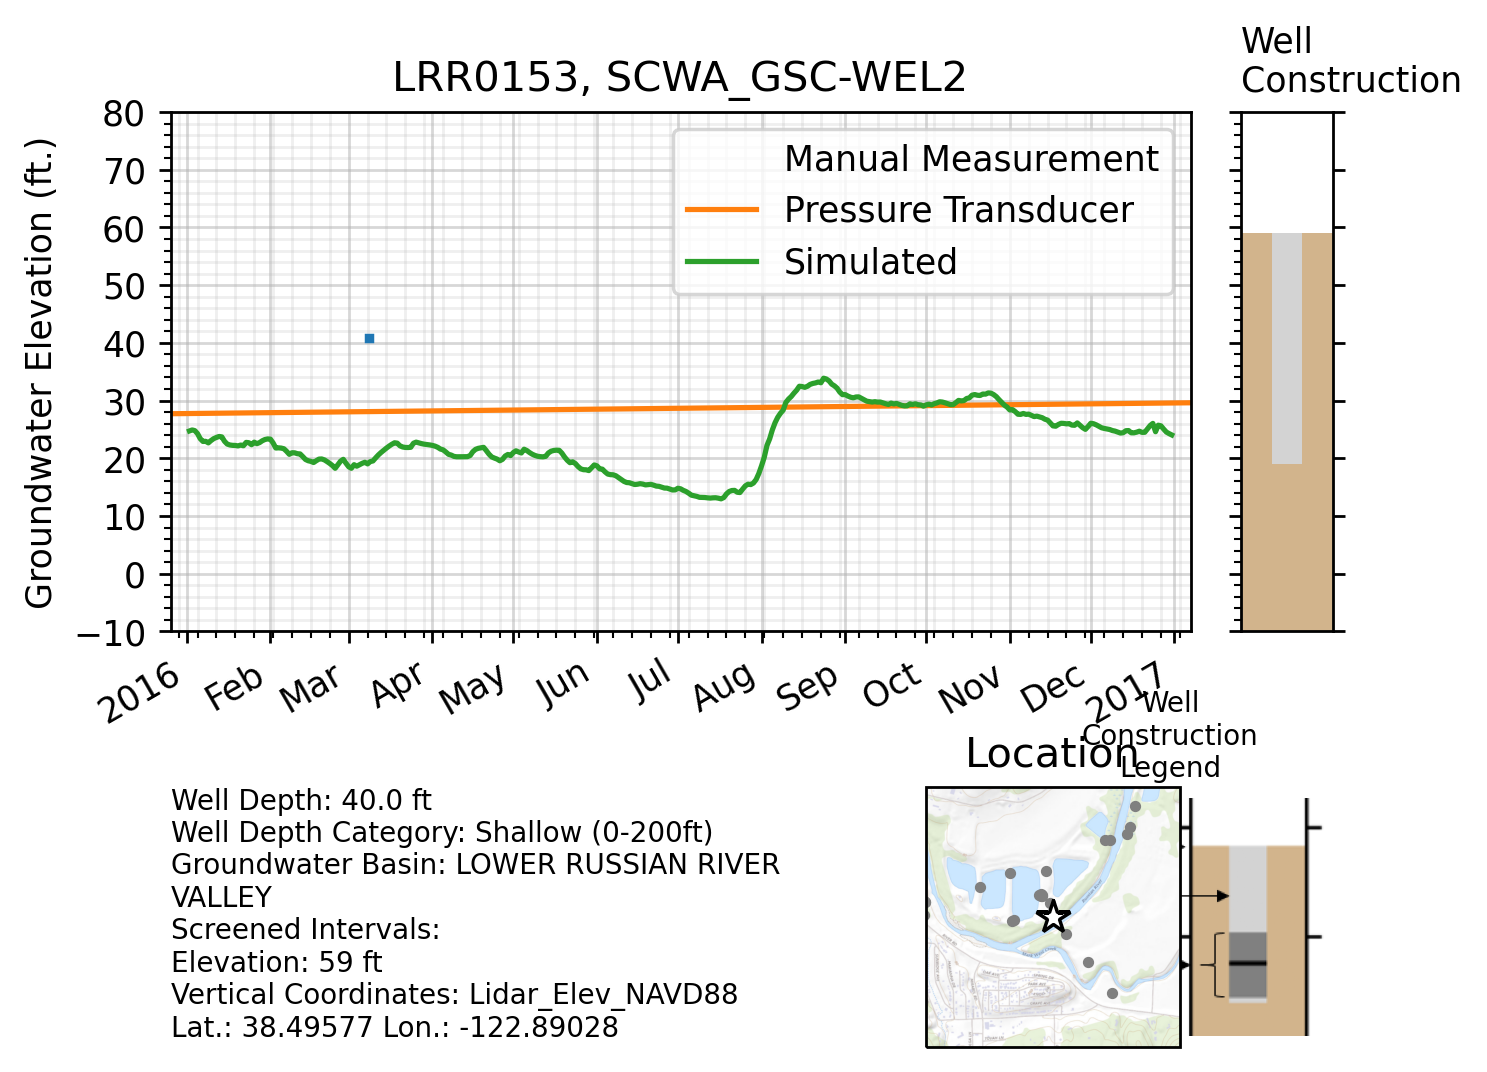 Well
Construction
LRR0153, SCWA_GSC-WEL2
Groundwater Elevation (ft.)
80
70
60
50
40
30
20
10
0
−10
Manual Measurement
Pressure Transducer
Simulated
2016
Feb
Mar
Apr
May
Jun
Jul
Aug
Sep
Oct
Nov
Dec
2017
Well
Construction
Legend
Location
Well Depth: 40.0 ft
Well Depth Category: Shallow (0-200ft)
Groundwater Basin: LOWER RUSSIAN RIVER
VALLEY
Screened Intervals:
Elevation: 59 ft
Vertical Coordinates: Lidar_Elev_NAVD88
Lat.: 38.49577 Lon.: -122.89028